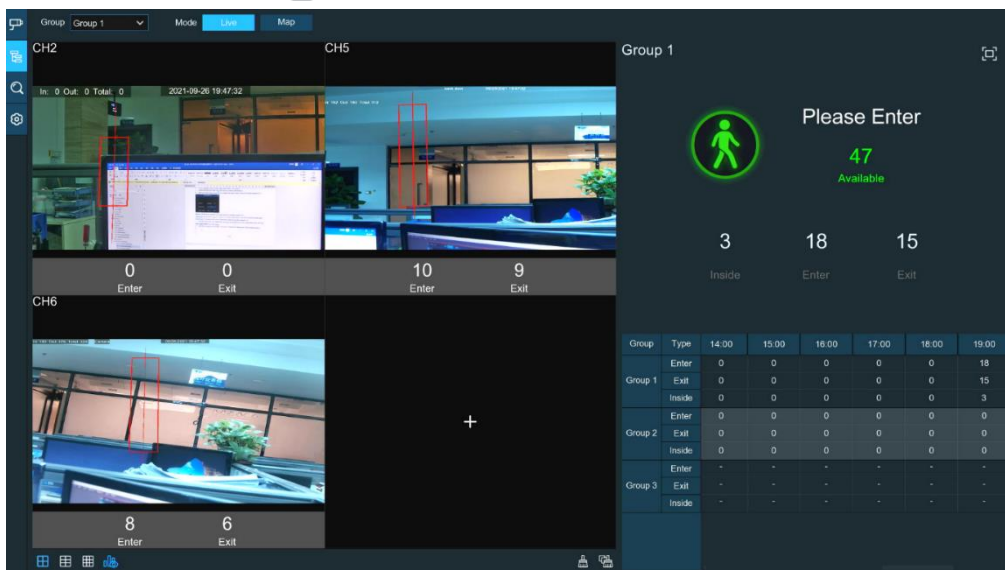 Group Group 1 Mode Live Map
CH2
In: 0 Out: 0 Total: 0 2021-09-26 19:47:32
0 0
Enter Exit
CH5
10 9
Enter Exit
CH6
8 6
Enter Exit
+
Group 1
Please Enter
47
Available
3 18 15
Inside Enter Exit
Group Type 14:00 15:00 16:00 17:00 18:00 19:00
Group 1
Enter 0 0 0 0 0 18
Exit 0 0 0 0 0 15
Inside 0 0 0 0 0 3
Group 2
Enter 0 0 0 0 0 0
Exit 0 0 0 0 0 0
Inside 0 0 0 0 0 0
Group 3
Enter - - - - - -
Exit - - - - - -
Inside - - - - - -